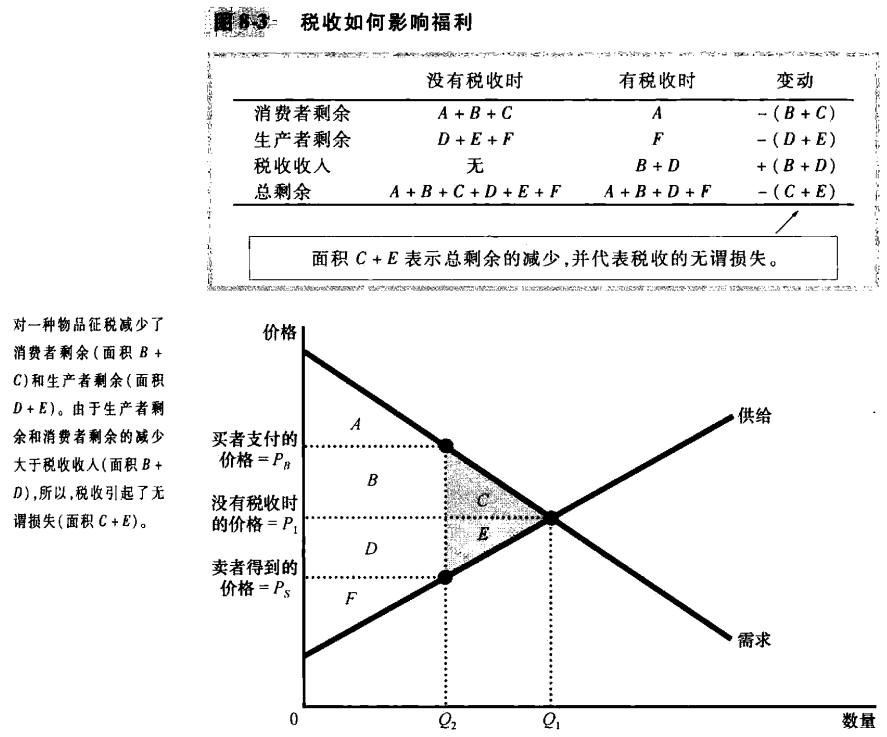 图 8-3 税收如何影响福利
没有税收时 有税收时 变动
消费者剩余 A + B + C A - ( B + C )
生产者剩余 D + E + F F - ( D + E )
税收收入 无 B + D + ( B + D )
总剩余 A + B + C + D + E + F A + B + D + F - ( C + E )
面积 C + E 表示总剩余的减少,并代表税收的无谓损失。
对一种物品征税减少了
消费者剩余(面积 B +
C)和生产者剩余(面积
D + E)。由于生产者剩
余和消费者剩余的减少
大于税收收入(面积 B +
D),所以,税收引起了无
谓损失(面积 C + E)。
价格
供给
A
买者支付的
价格 = PB
B
C
没有税收时
的价格 = P1
E
D
卖者得到的
价格 = PS
F
需求
0
Q2
Q1
数量